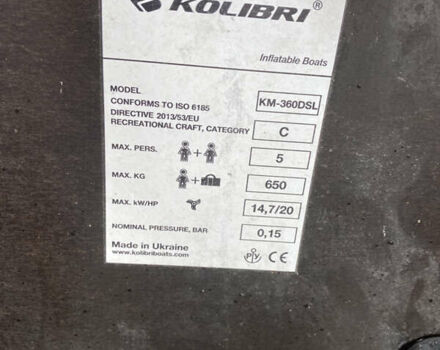 KOLIBRI®
Inflatable Boats
MODEL KM-360DSL
CONFORMS TO ISO 6185
DIRECTIVE 2013/53/EU
RECREATIONAL CRAFT, CATEGORY C
MAX. PERS. + 5
MAX. KG + 650
MAX. kW/HP 14,7/20
NOMINAL PRESSURE, BAR 0,15
Made in Ukraine
www.kolibriboats.com
РУ CE